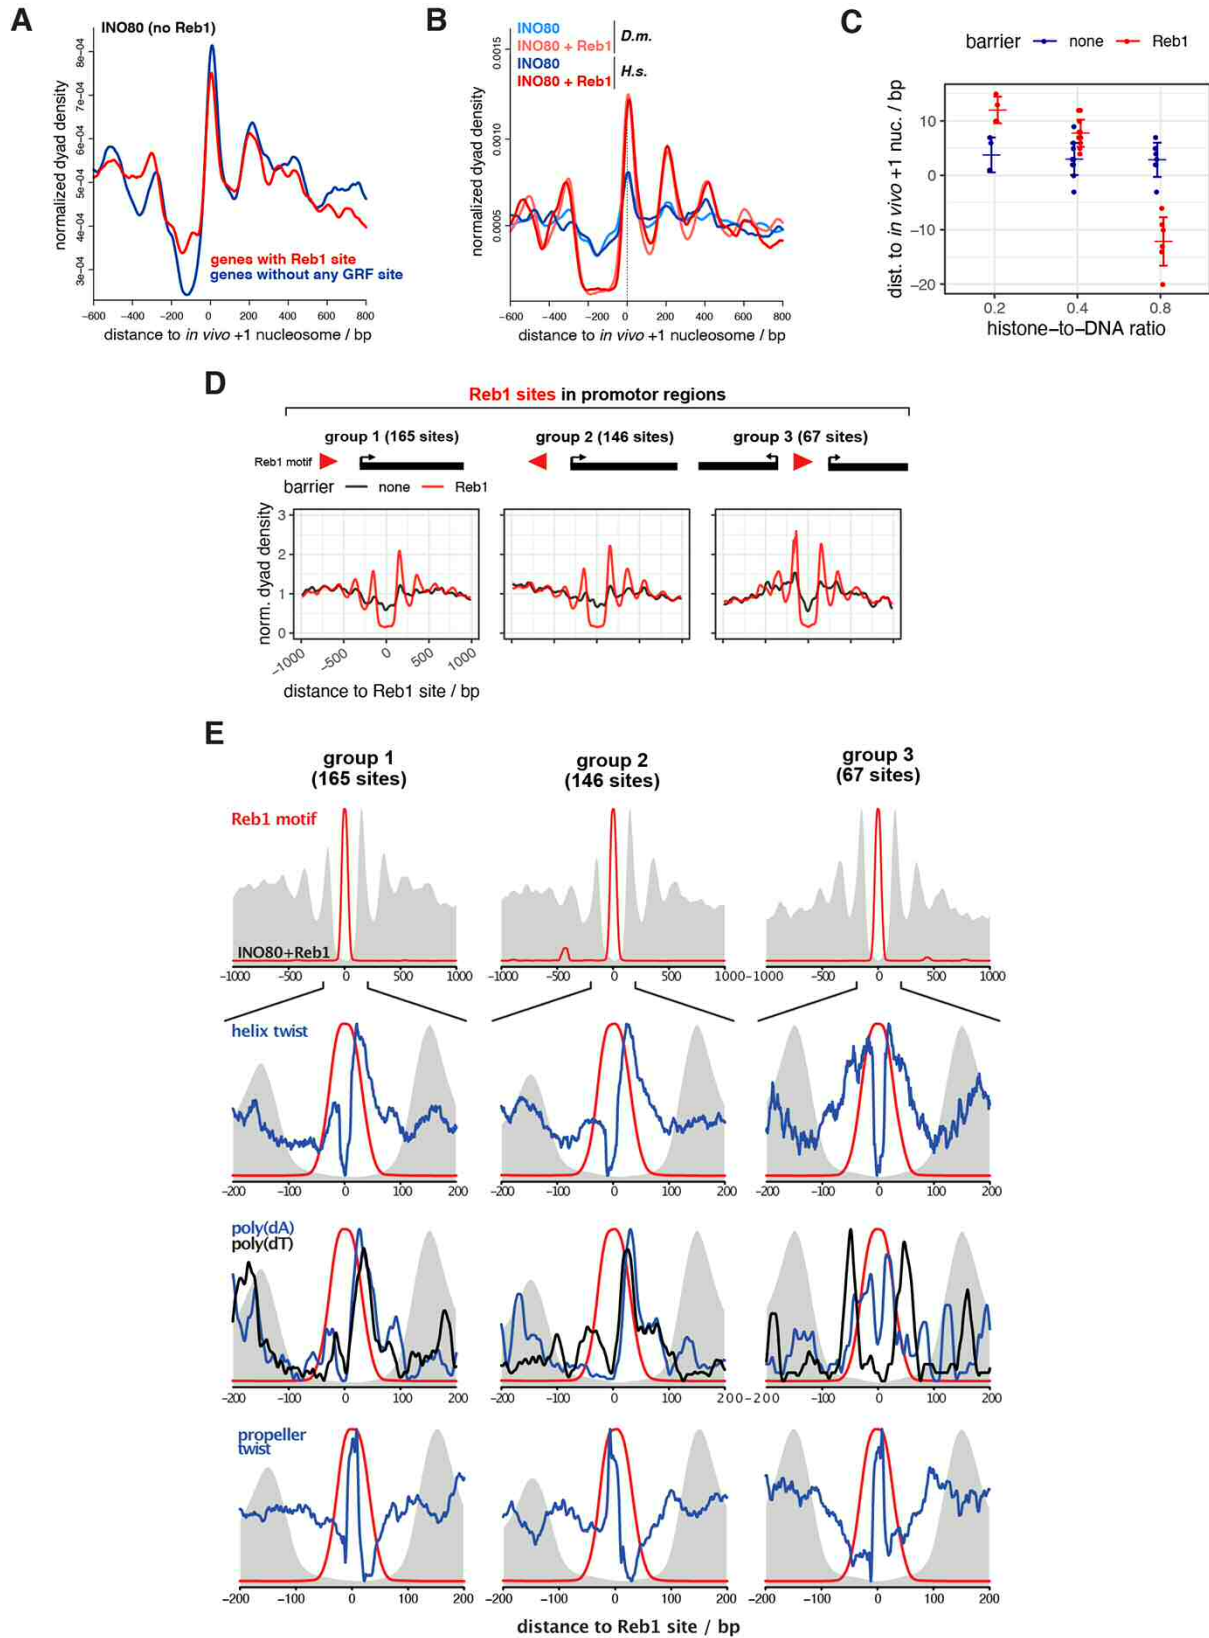 A
INO80 (no Reb1)
normalized dyad density
8e−04
7e−04
6e−04
5e−04
4e−04
3e−04
genes with Reb1 site
genes without any GRF site
−600 −400 −200 0 200 400 600 800
distance to in vivo +1 nucleosome / bp
B
INO80
INO80 + Reb1
D.m.
INO80
INO80 + Reb1
H.s.
normalized dyad density
0.0015
0.0010
0.0005
−600 −400 −200 0 200 400 600 800
distance to in vivo +1 nucleosome / bp
C
barrier none Reb1
dist. to in vivo +1 nuc. / bp
10
0
−10
−20
0.2 0.4 0.8
histone−to−DNA ratio
D
Reb1 sites in promotor regions
group 1 (165 sites) group 2 (146 sites) group 3 (67 sites)
Reb1 motif
barrier none Reb1
norm. dyad density
3
2
1
0
−1000 −500 0 500 1000
distance to Reb1 site / bp
E
group 1
(165 sites)
group 2
(146 sites)
group 3
(67 sites)
Reb1 motif
INO80+Reb1
−1000 −500 0 500 1000 −500 0 500 1000 −1000 −500 0 500 1000
helix twist
−200 −100 0 100 200 −200 −100 0 100 200 −200 −100 0 100 200
poly(dA)
poly(dT)
−200 −100 0 100 200 −200 −100 0 100 200 −200 −100 0 100 200
propeller
twist
−200 −100 0 100 200 −200 −100 0 100 200 −200 −100 0 100 200
distance to Reb1 site / bp